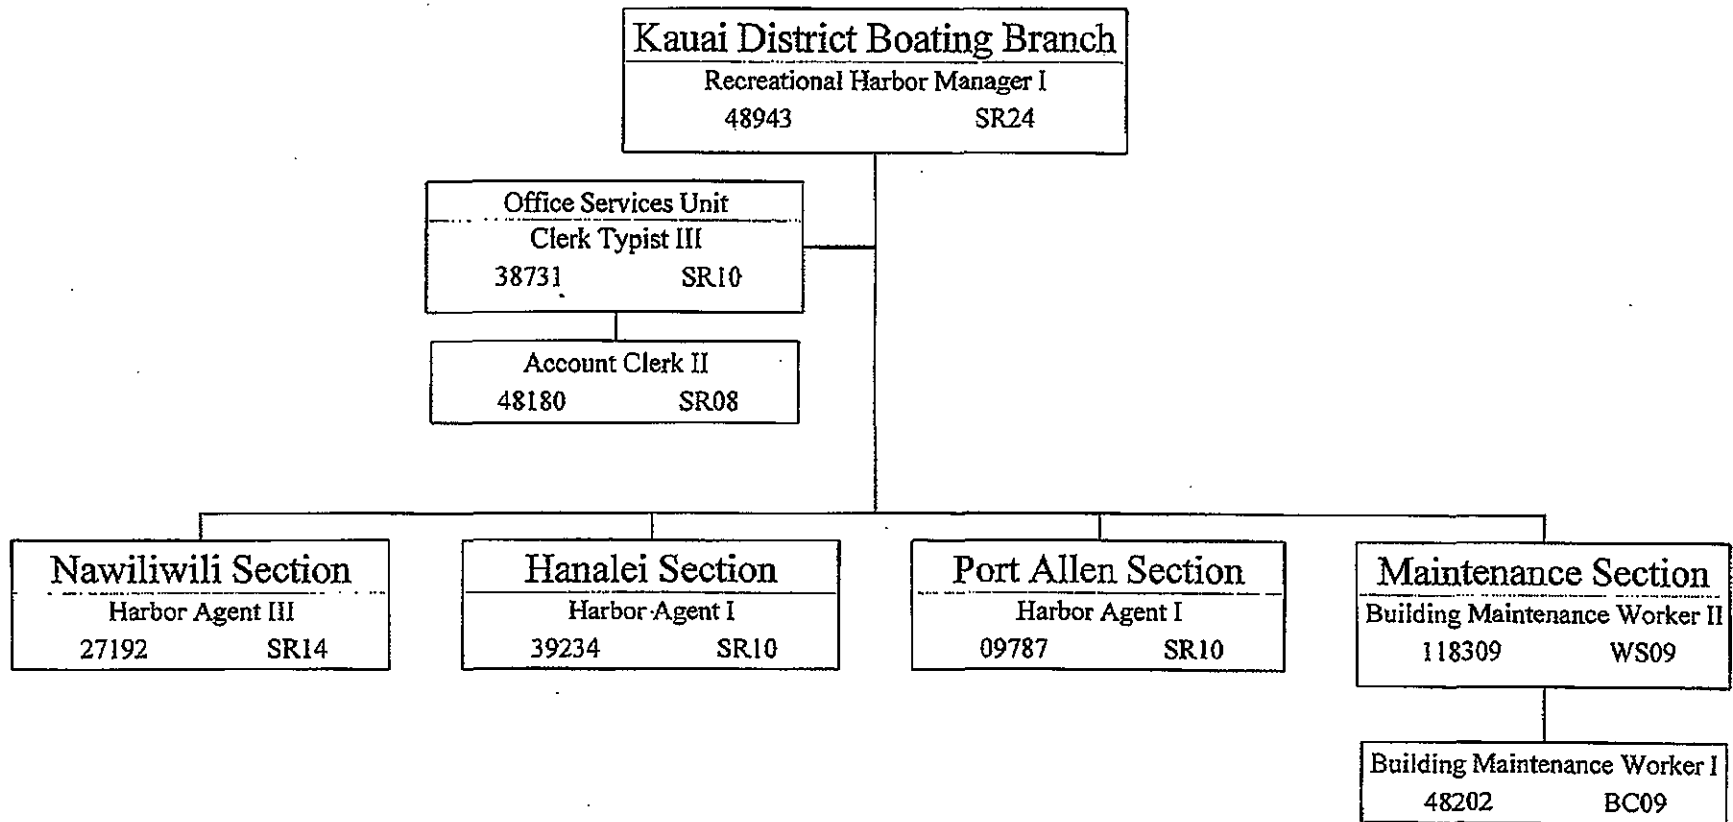 Kauai District Boating Branch
Recreational Harbor Manager I
48943 SR24
Office Services Unit
Clerk Typist III
38731 SR10
Account Clerk II
48180 SR08
Nawiliwili Section
Harbor Agent III
27192 SR14
Hanalei Section
Harbor Agent I
39234 SR10
Port Allen Section
Harbor Agent I
09787 SR10
Maintenance Section
Building Maintenance Worker II
118309 WS09
Building Maintenance Worker I
48202 BC09